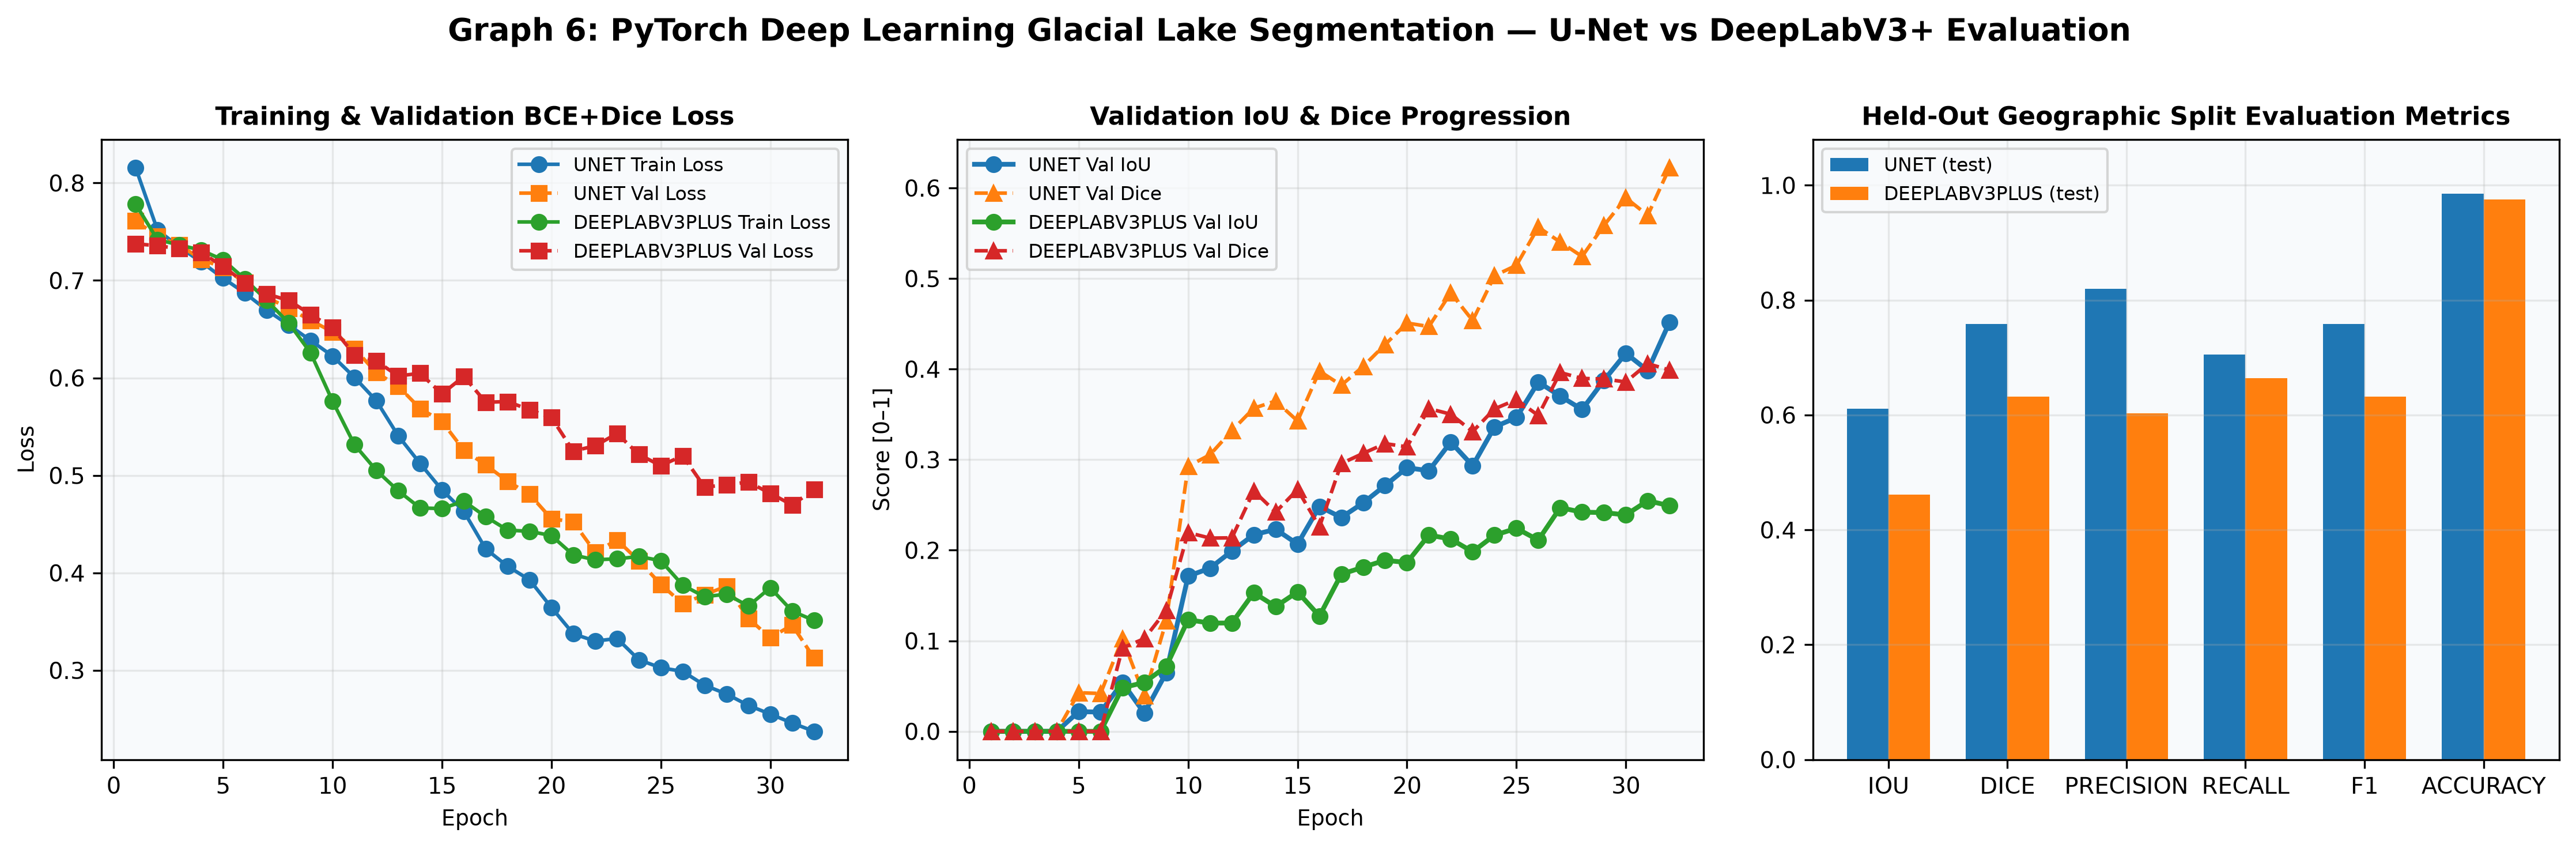 Graph 6: PyTorch Deep Learning Glacial Lake Segmentation — U-Net vs DeepLabV3+ Evaluation
Training & Validation BCE+Dice Loss
UNET Train Loss
UNET Val Loss
DEEPLABV3PLUS Train Loss
DEEPLABV3PLUS Val Loss
Loss
0.8
0.7
0.6
0.5
0.4
0.3
0 5 10 15 20 25 30
Epoch
Validation IoU & Dice Progression
UNET Val IoU
UNET Val Dice
DEEPLABV3PLUS Val IoU
DEEPLABV3PLUS Val Dice
Score [0–1]
0.6
0.5
0.4
0.3
0.2
0.1
0.0
0 5 10 15 20 25 30
Epoch
Held-Out Geographic Split Evaluation Metrics
UNET (test)
DEEPLABV3PLUS (test)
1.0
0.8
0.6
0.4
0.2
0.0
IOU DICE PRECISION RECALL F1 ACCURACY